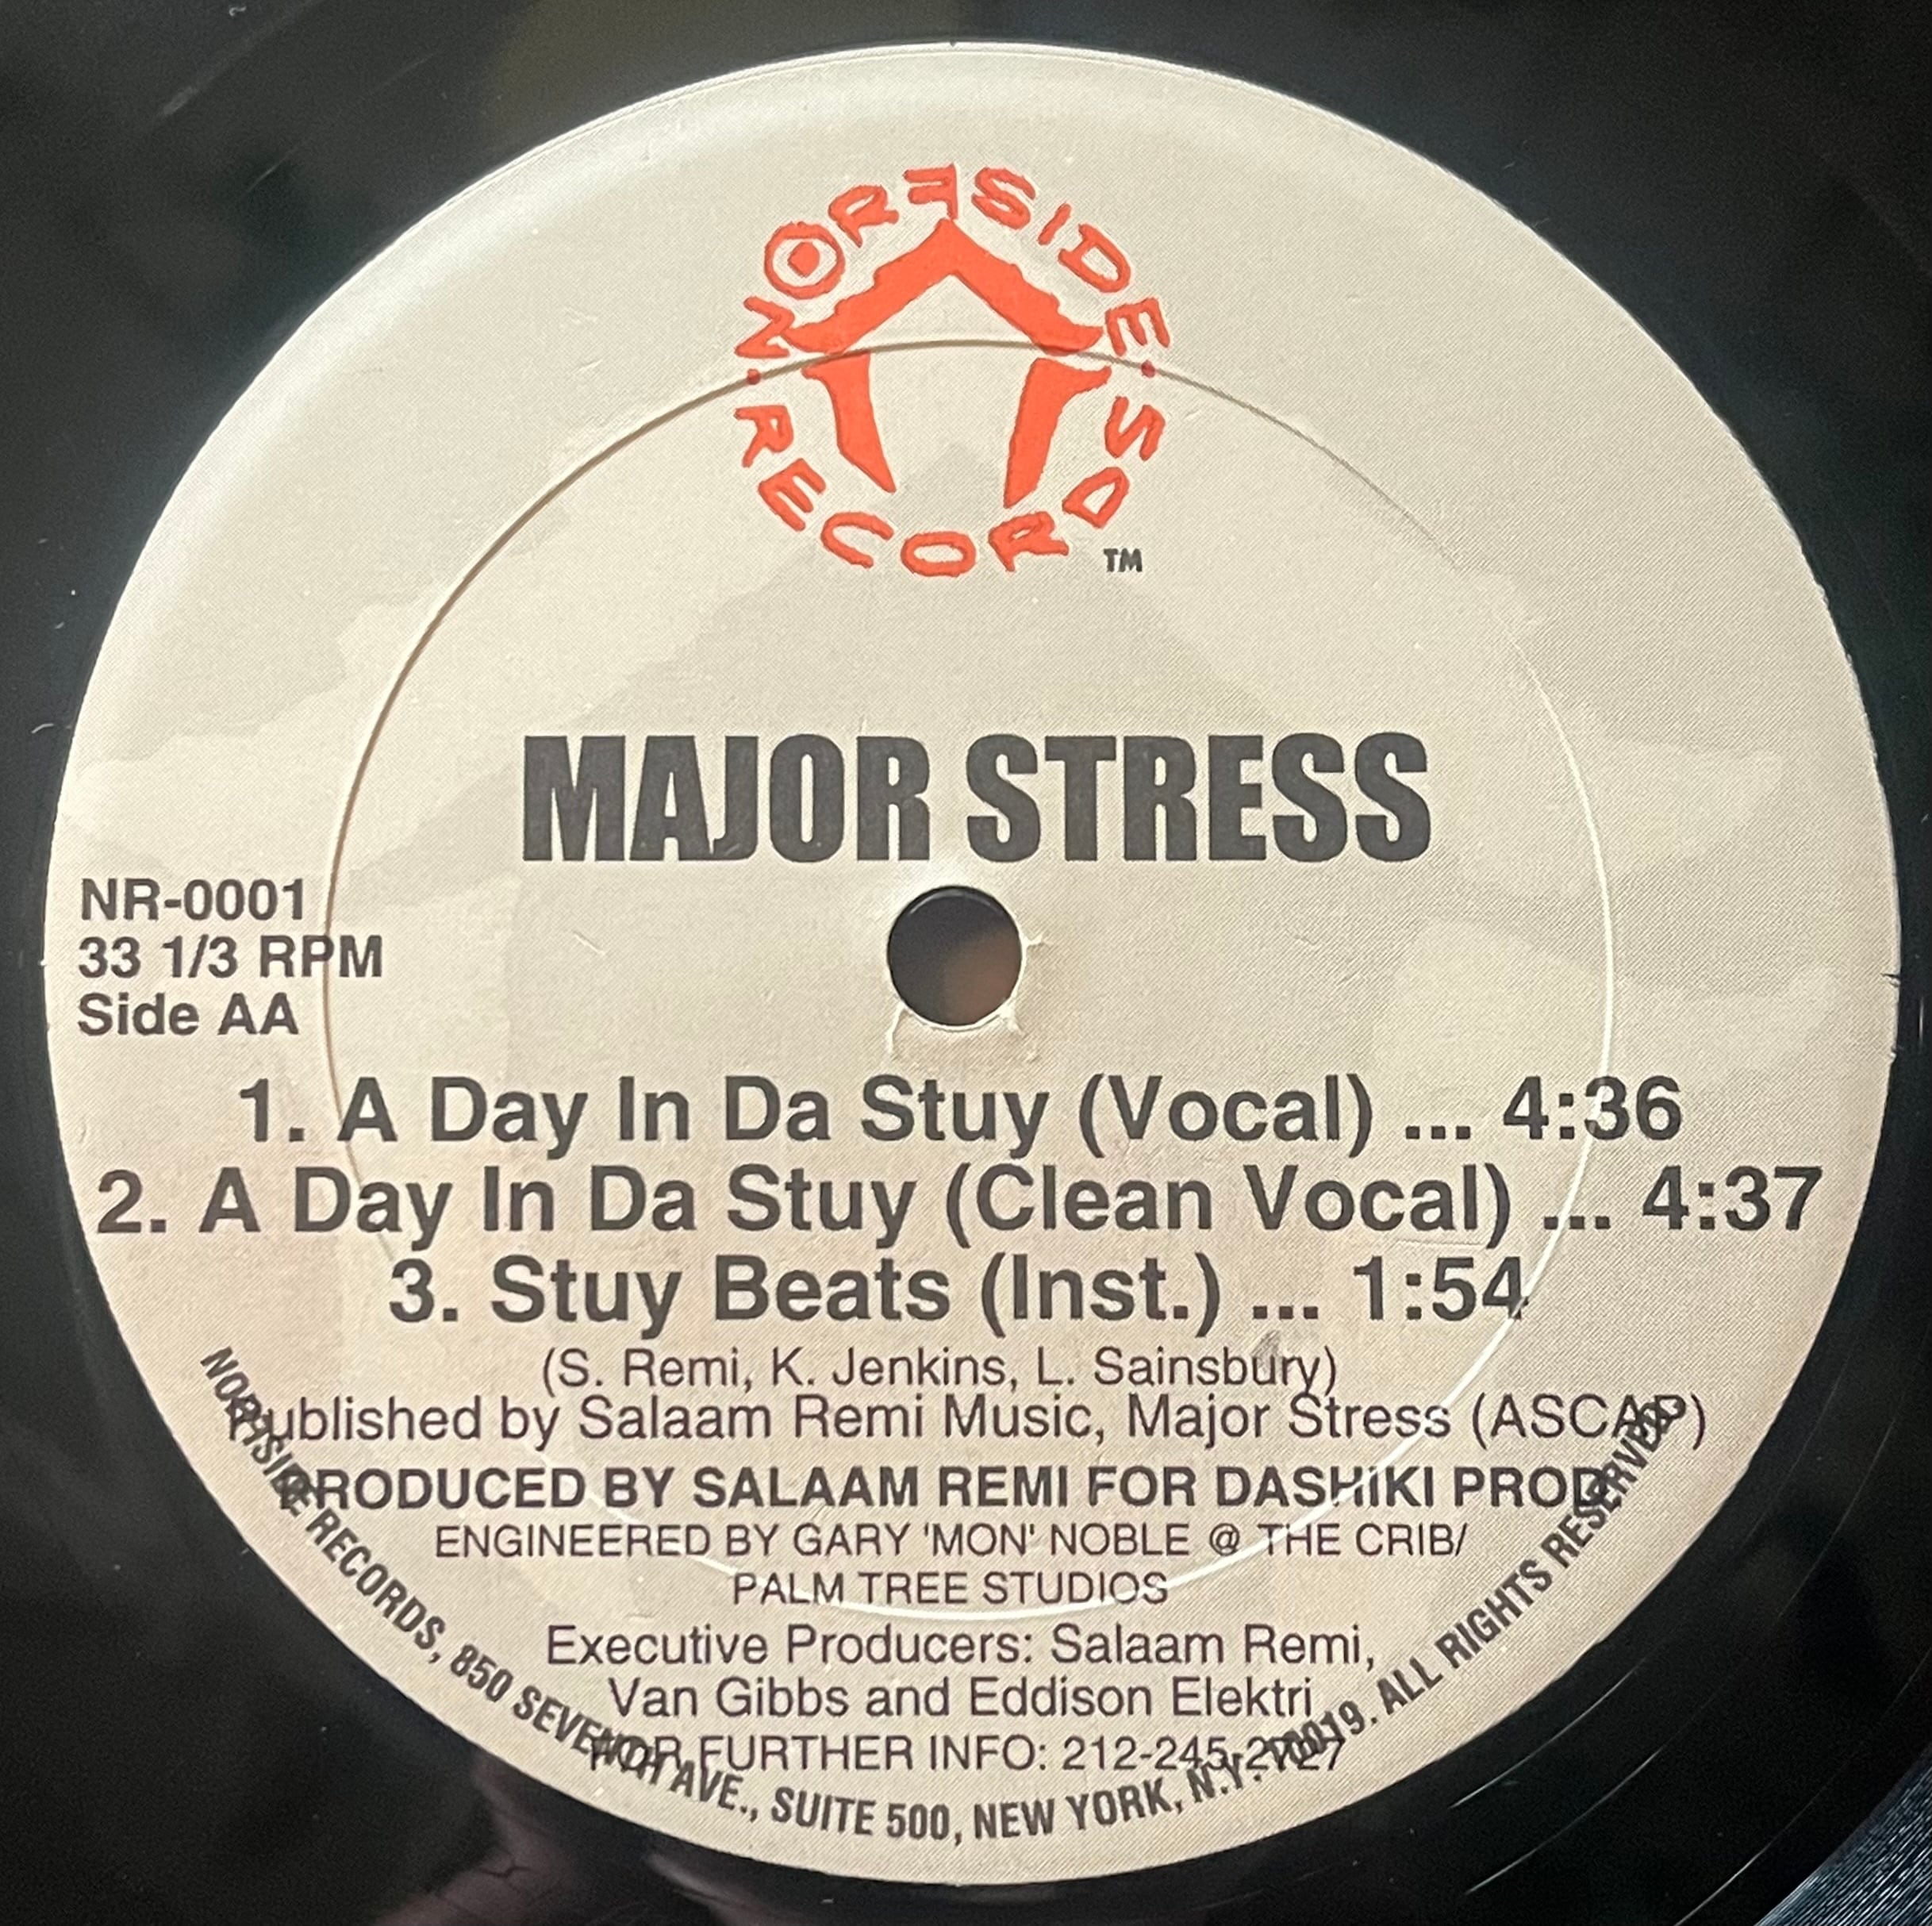 NORFSIDE · RECORDS ·
TM
MAJOR STRESS
NR-0001
33 1/3 RPM
Side AA
1. A Day In Da Stuy (Vocal) ... 4:36
2. A Day In Da Stuy (Clean Vocal) ... 4:37
3. Stuy Beats (Inst.) ... 1:54
(S. Remi, K. Jenkins, L. Sainsbury)
Published by Salaam Remi Music, Major Stress (ASCAP)
PRODUCED BY SALAAM REMI FOR DASHIKI PROD.
ENGINEERED BY GARY 'MON' NOBLE @ THE CRIB/
PALM TREE STUDIOS
Executive Producers: Salaam Remi,
Van Gibbs and Eddison Elektri
FOR FURTHER INFO: 212-245-2727
RECORDS, 850 SEVENTH AVE., SUITE 500, NEW YORK, N.Y. 10019. ALL RIGHTS RESERVED.